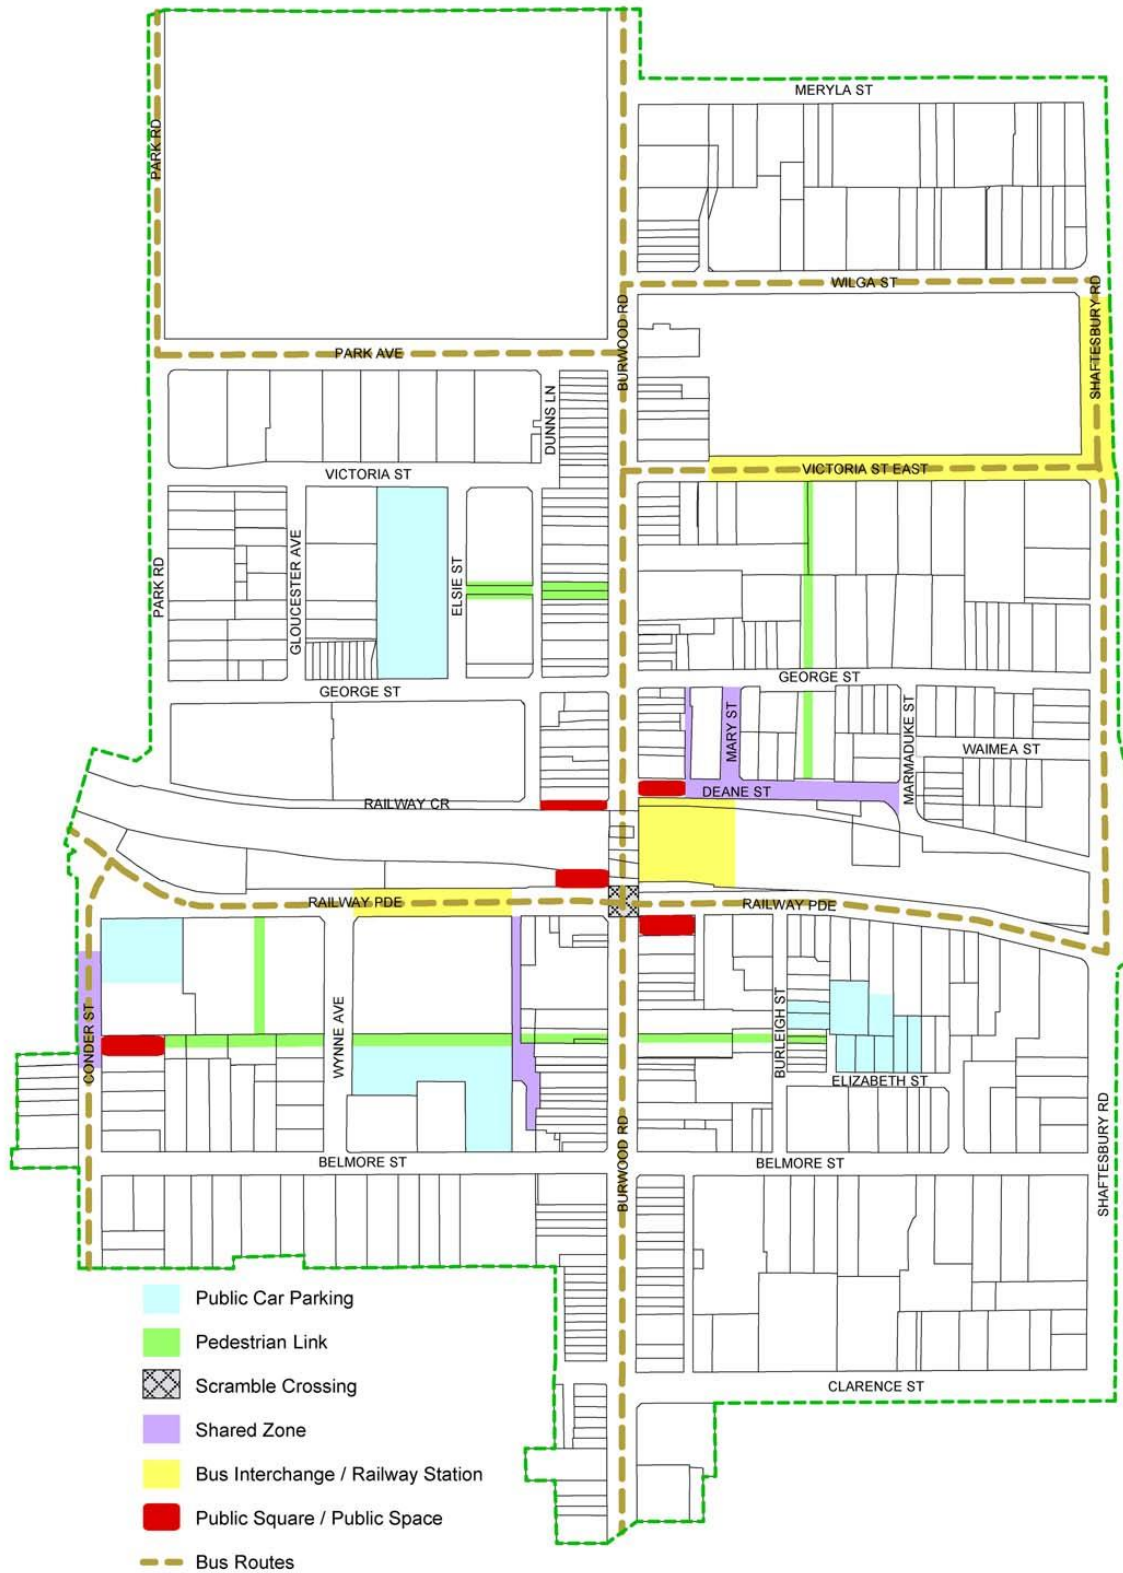 MERYLA ST
PARK RD
WILGA ST
BURWOOD RD
SHAFTESBURY RD
PARK AVE
DUNNS LN
VICTORIA ST
VICTORIA ST EAST
PARK RD
GLOUCESTER AVE
ELSIE ST
GEORGE ST
GEORGE ST
MARY ST
MARMADUKE ST
WAIMEA ST
DEANE ST
RAILWAY CR
RAILWAY PDE
RAILWAY PDE
CONDER ST
WYNNE AVE
BURLEIGH ST
ELIZABETH ST
BELMORE ST
BURWOOD RD
BELMORE ST
SHAFTESBURY RD
Public Car Parking
Pedestrian Link
Scramble Crossing
CLARENCE ST
Shared Zone
Bus Interchange / Railway Station
Public Square / Public Space
Bus Routes